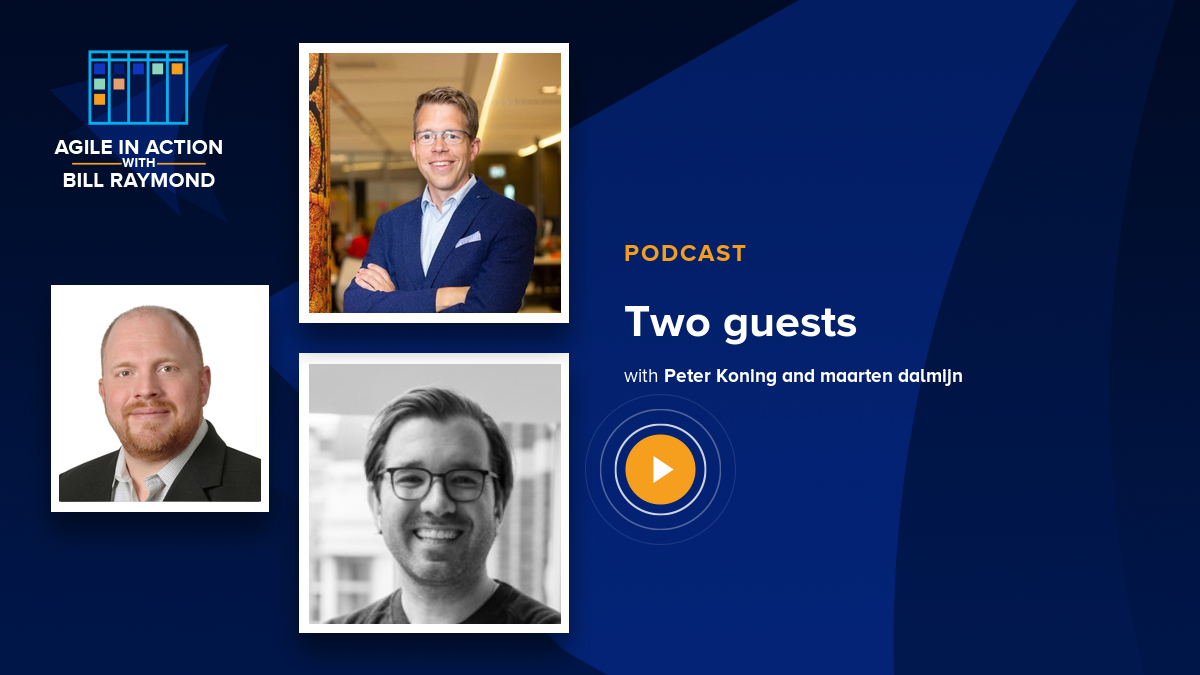 AGILE IN ACTION
WITH
BILL RAYMOND
PODCAST
Two guests
with Peter Koning and maarten dalmijn